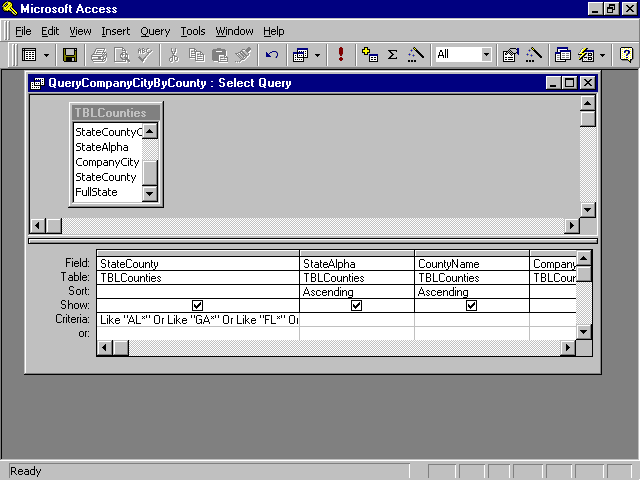 Microsoft Access
File Edit View Insert Query Tools Window Help
All
QueryCompanyCityByCounty : Select Query
TBLCounties
StateCountyC
StateAlpha
CompanyCity
StateCounty
FullState
Field: StateCounty StateAlpha CountyName Company
Table: TBLCounties TBLCounties TBLCounties TBLCoun
Sort: Ascending Ascending
Show:
Criteria: Like "AL*" Or Like "GA*" Or Like "FL*" Or
or:
Ready